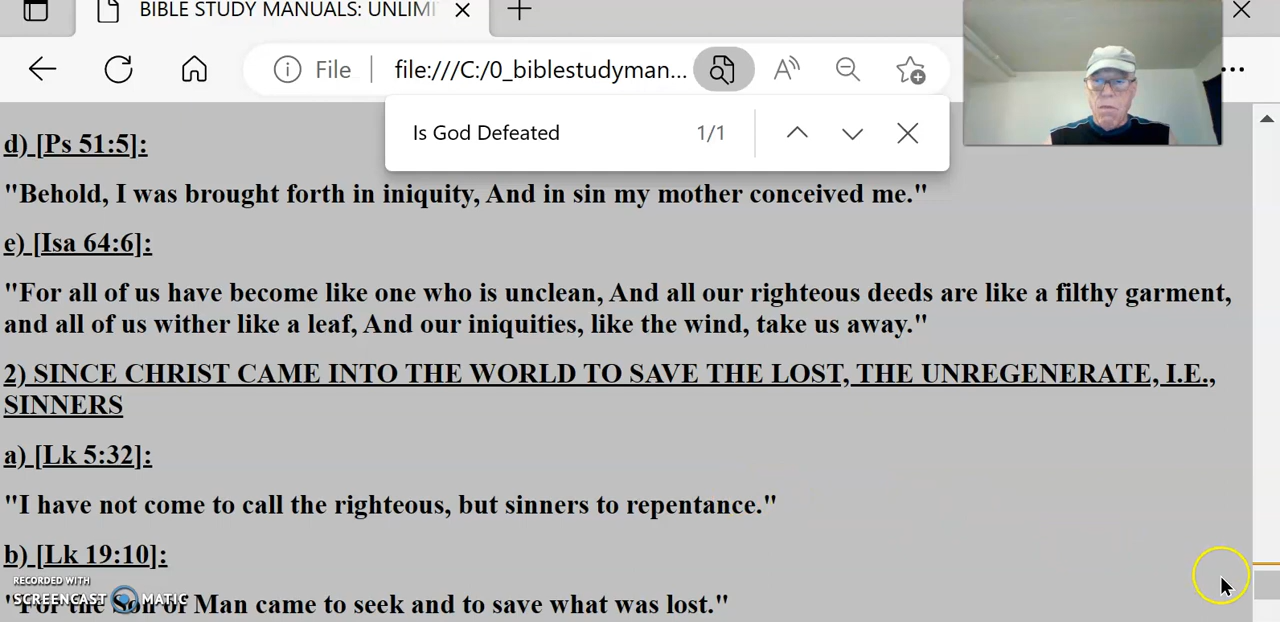 BIBLE STUDY MANUALS: UNLIMI
File
file:///C:/0_biblestudyman...
Is God Defeated 1/1
d) [Ps 51:5]:
"Behold, I was brought forth in iniquity, And in sin my mother conceived me."
e) [Isa 64:6]:
"For all of us have become like one who is unclean, And all our righteous deeds are like a filthy garment,
and all of us wither like a leaf, And our iniquities, like the wind, take us away."
2) SINCE CHRIST CAME INTO THE WORLD TO SAVE THE LOST, THE UNREGENERATE, I.E.,
SINNERS
a) [Lk 5:32]:
"I have not come to call the righteous, but sinners to repentance."
b) [Lk 19:10]:
RECORDED WITH
SCREENCAST MATIC
"For the Son of Man came to seek and to save what was lost."